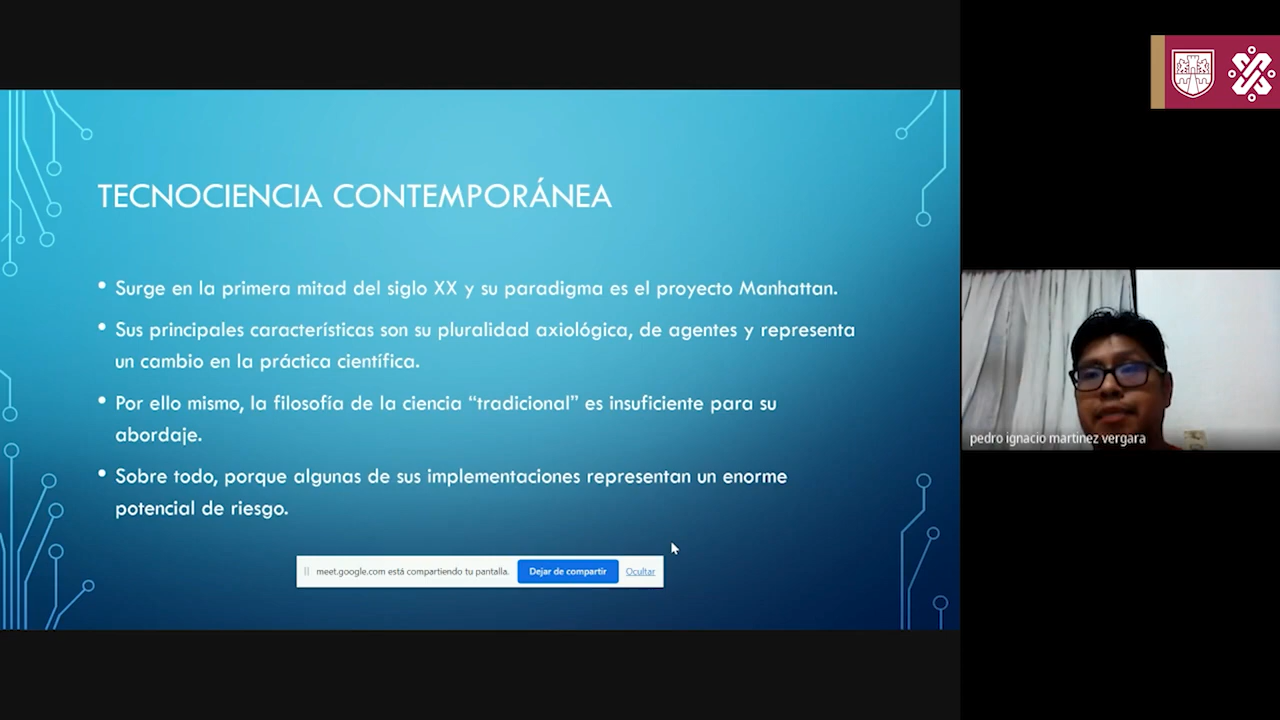 TECNOCIENCIA CONTEMPORÁNEA
• Surge en la primera mitad del siglo XX y su paradigma es el proyecto Manhattan.
• Sus principales características son su pluralidad axiológica, de agentes y representa
un cambio en la práctica científica.
• Por ello mismo, la filosofía de la ciencia “tradicional” es insuficiente para su
abordaje.
• Sobre todo, porque algunas de sus implementaciones representan un enorme
potencial de riesgo.
meet.google.com está compartiendo tu pantalla. Dejar de compartir Ocultar
pedro ignacio martinez vergara